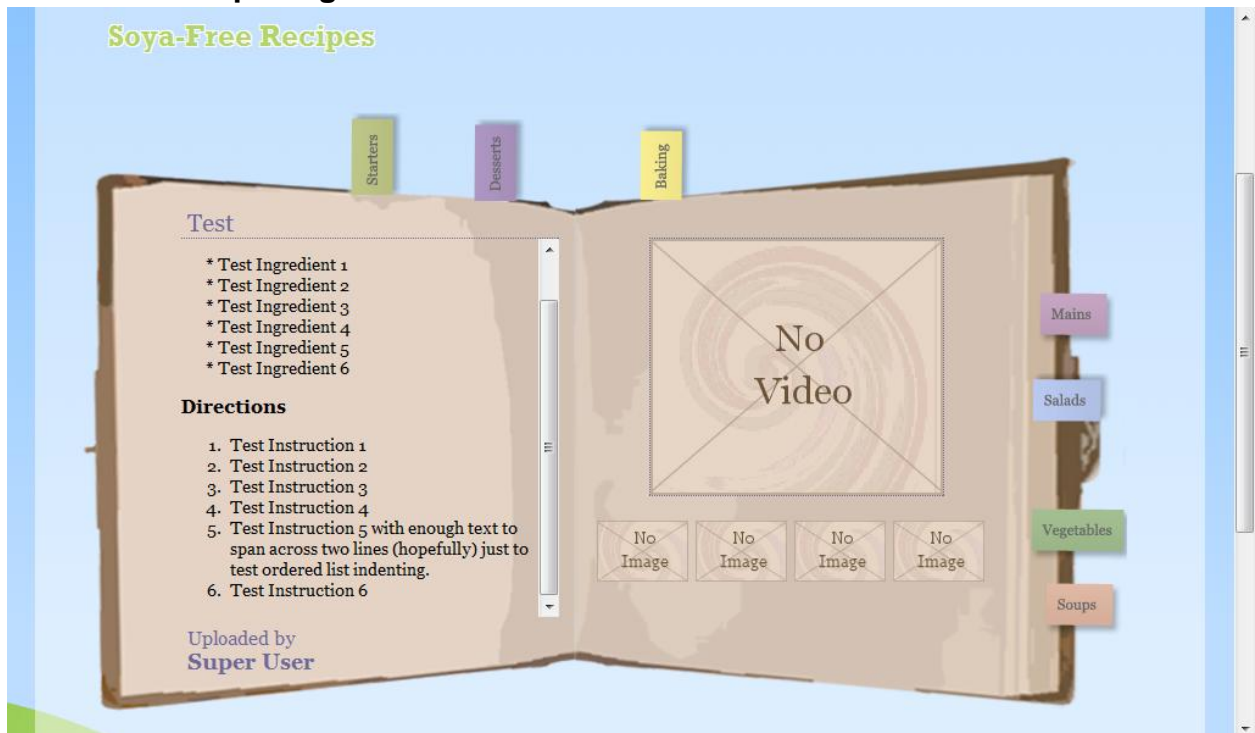 Soya-Free Recipes
Starters
Desserts
Baking
Test
* Test Ingredient 1
* Test Ingredient 2
* Test Ingredient 3
* Test Ingredient 4
* Test Ingredient 5
* Test Ingredient 6
Directions
1. Test Instruction 1
2. Test Instruction 2
3. Test Instruction 3
4. Test Instruction 4
5. Test Instruction 5 with enough text to
span across two lines (hopefully) just to
test ordered list indenting.
6. Test Instruction 6
Uploaded by
Super User
No
Video
No
Image
No
Image
No
Image
No
Image
Mains
Salads
Vegetables
Soups